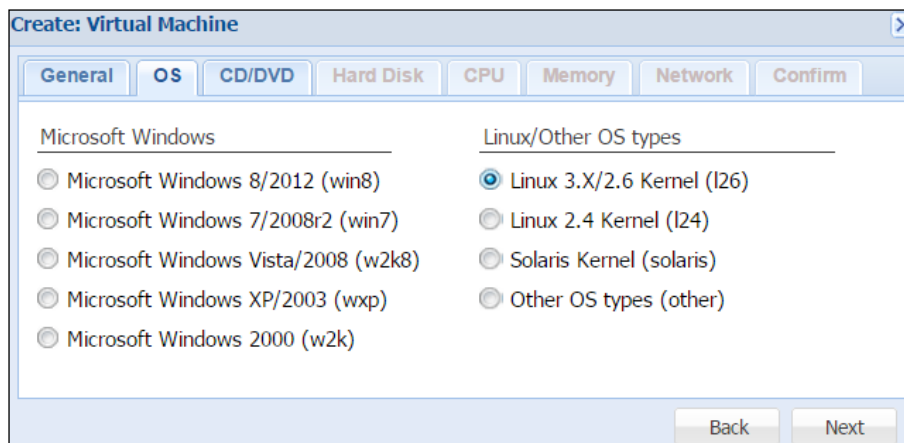 Create: Virtual Machine
General OS CD/DVD Hard Disk CPU Memory Network Confirm
Microsoft Windows
Microsoft Windows 8/2012 (win8)
Microsoft Windows 7/2008r2 (win7)
Microsoft Windows Vista/2008 (w2k8)
Microsoft Windows XP/2003 (wxp)
Microsoft Windows 2000 (w2k)
Linux/Other OS types
Linux 3.X/2.6 Kernel (l26)
Linux 2.4 Kernel (l24)
Solaris Kernel (solaris)
Other OS types (other)
Back Next